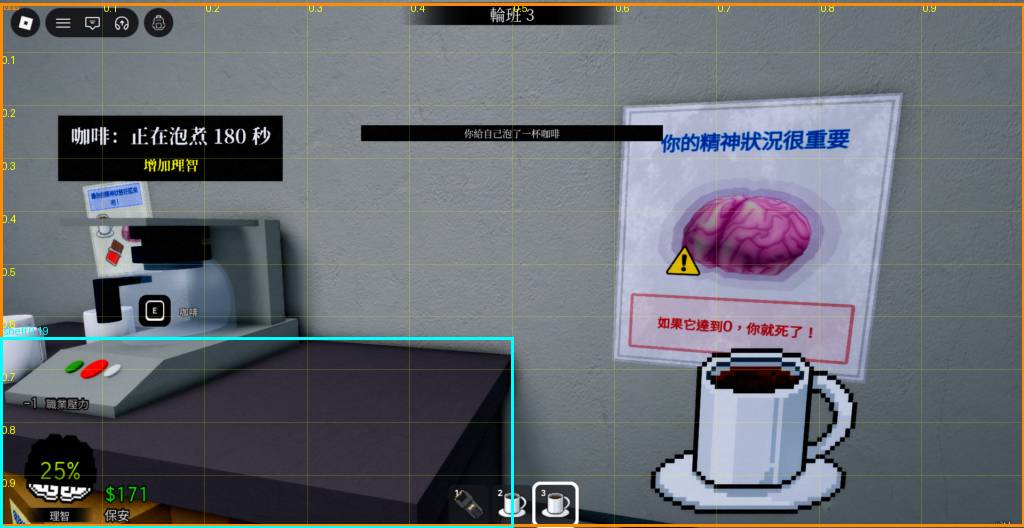 輪班 3
咖啡：正在泡煮 180 秒
增加理智
你給自己泡了一杯咖啡
你的精神狀況很重要
如果它達到0，你就死了！
E
咖啡
-1 職業壓力
25%
理智
$171
保安
1
2
3